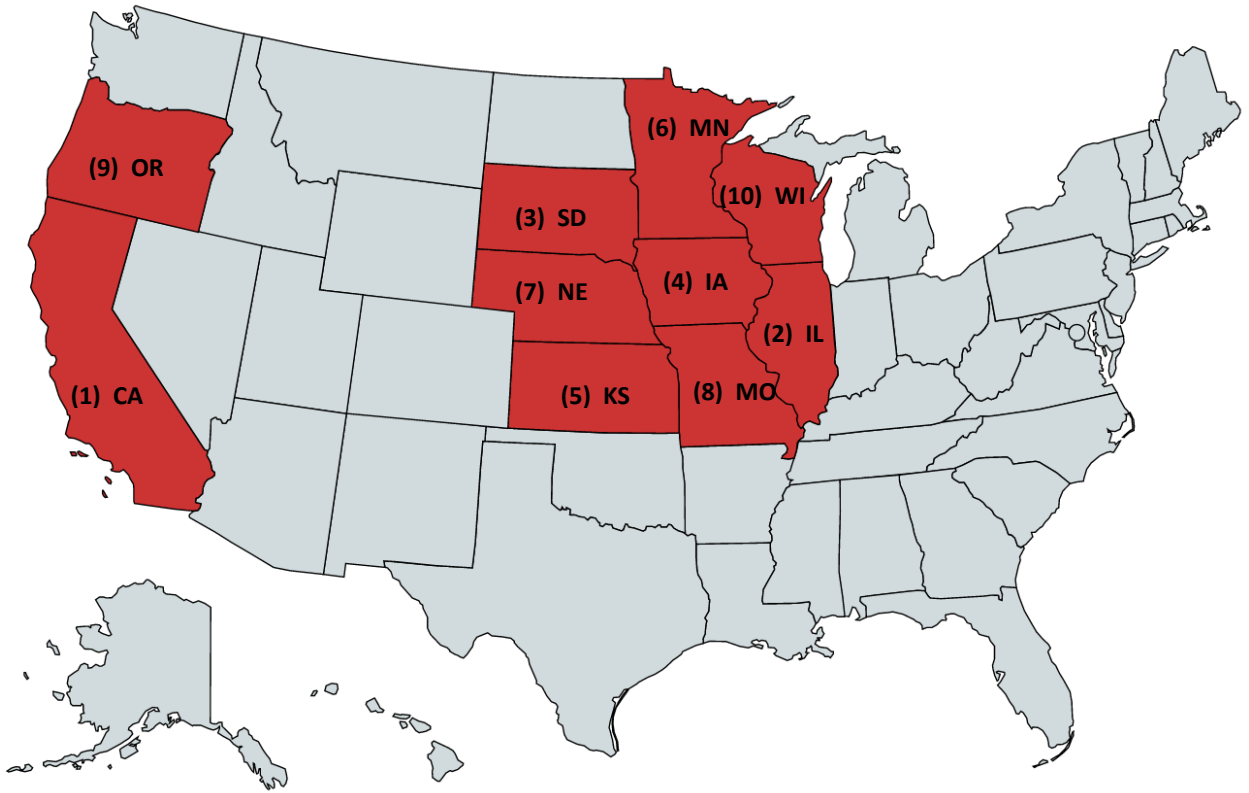 (6) MN
(9) OR
(10) WI
(3) SD
(4) IA
(7) NE
(2) IL
(1) CA
(5) KS
(8) MO